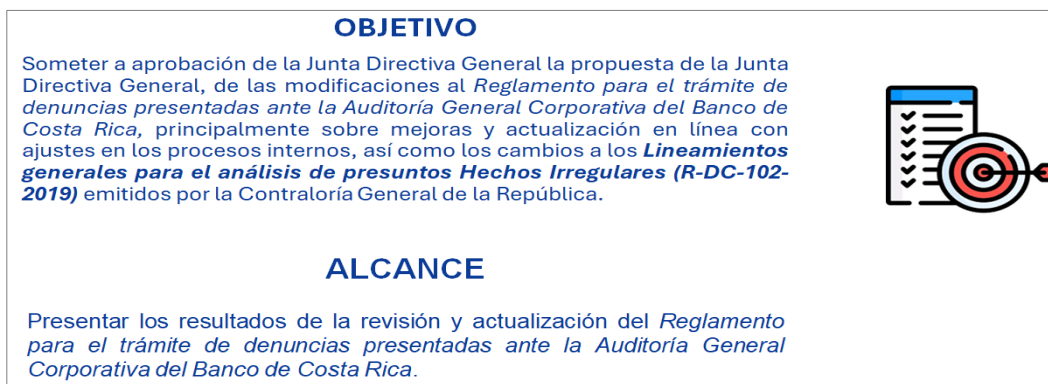 OBJETIVO
Someter a aprobación de la Junta Directiva General la propuesta de la Junta
Directiva General, de las modificaciones al Reglamento para el trámite de
denuncias presentadas ante la Auditoría General Corporativa del Banco de
Costa Rica, principalmente sobre mejoras y actualización en línea con
ajustes en los procesos internos, así como los cambios a los Lineamientos
generales para el análisis de presuntos Hechos Irregulares (R-DC-102-
2019) emitidos por la Contraloría General de la República.
ALCANCE
Presentar los resultados de la revisión y actualización del Reglamento
para el trámite de denuncias presentadas ante la Auditoría General
Corporativa del Banco de Costa Rica.